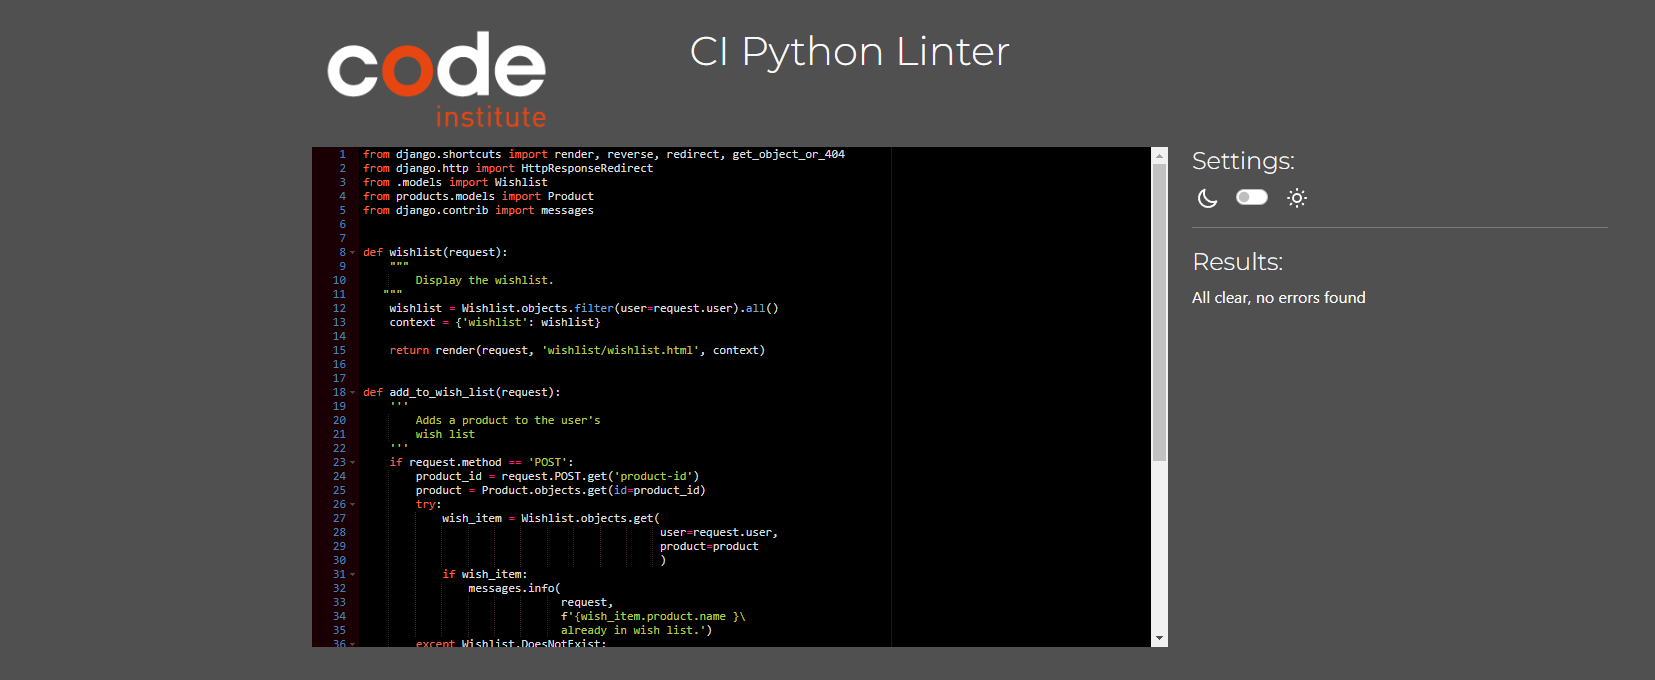 code
institute
CI Python Linter
1 from django.shortcuts import render, reverse, redirect, get_object_or_404
2 from django.http import HttpResponseRedirect
3 from .models import Wishlist
4 from products.models import Product
5 from django.contrib import messages
6
7
8 def wishlist(request):
9     """
10         Display the wishlist.
11    """
12     wishlist = Wishlist.objects.filter(user=request.user).all()
13     context = {'wishlist': wishlist}
14
15     return render(request, 'wishlist/wishlist.html', context)
16
17
18 def add_to_wish_list(request):
19     '''
20         Adds a product to the user's
21         wish list
22     '''
23     if request.method == 'POST':
24         product_id = request.POST.get('product-id')
25         product = Product.objects.get(id=product_id)
26         try:
27             wish_item = Wishlist.objects.get(
28                                              user=request.user,
29                                              product=product
30                                              )
31             if wish_item:
32                 messages.info(
33                               request,
34                               f'{wish_item.product.name }\
35                               already in wish list.')
36         except Wishlist.DoesNotExist:
Settings:
Results:
All clear, no errors found